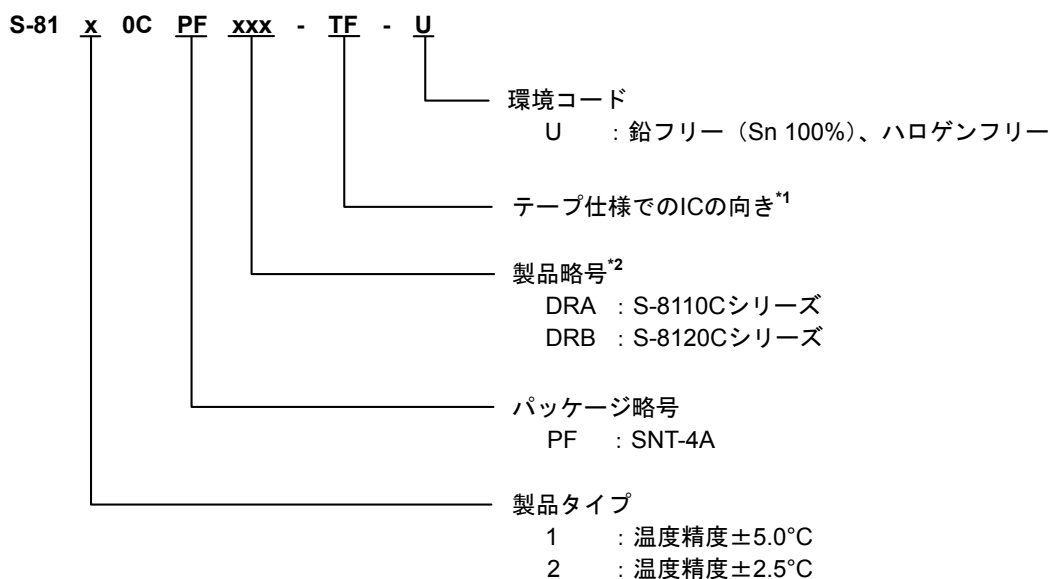 S-81 x 0C PF xxx - TF - U
環境コード
U : 鉛フリー (Sn 100%)、ハロゲンフリー
テープ仕様でのICの向き*1
製品略号*2
DRA : S-8110Cシリーズ
DRB : S-8120Cシリーズ
パッケージ略号
PF : SNT-4A
製品タイプ
1 : 温度精度±5.0°C
2 : 温度精度±2.5°C